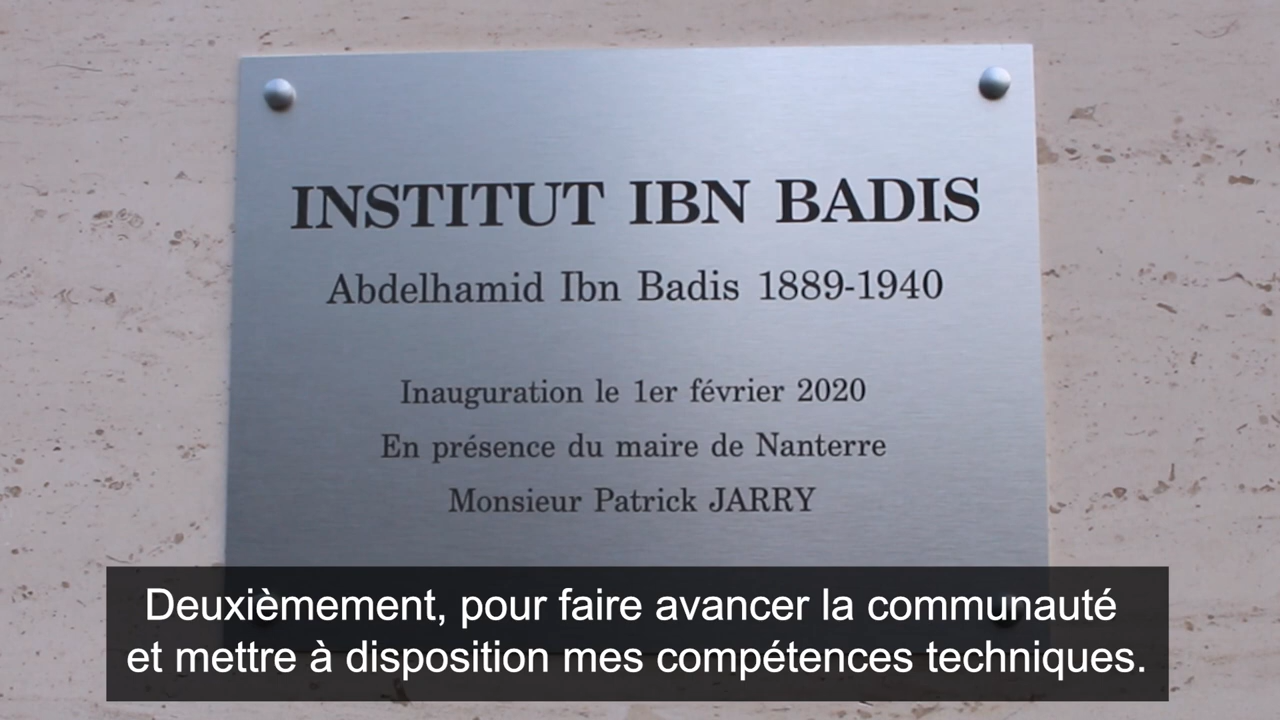 INSTITUT IBN BADIS
Abdelhamid Ibn Badis 1889-1940
Inauguration le 1er février 2020
En présence du maire de Nanterre
Monsieur Patrick JARRY
Deuxièmement, pour faire avancer la communauté
et mettre à disposition mes compétences techniques.